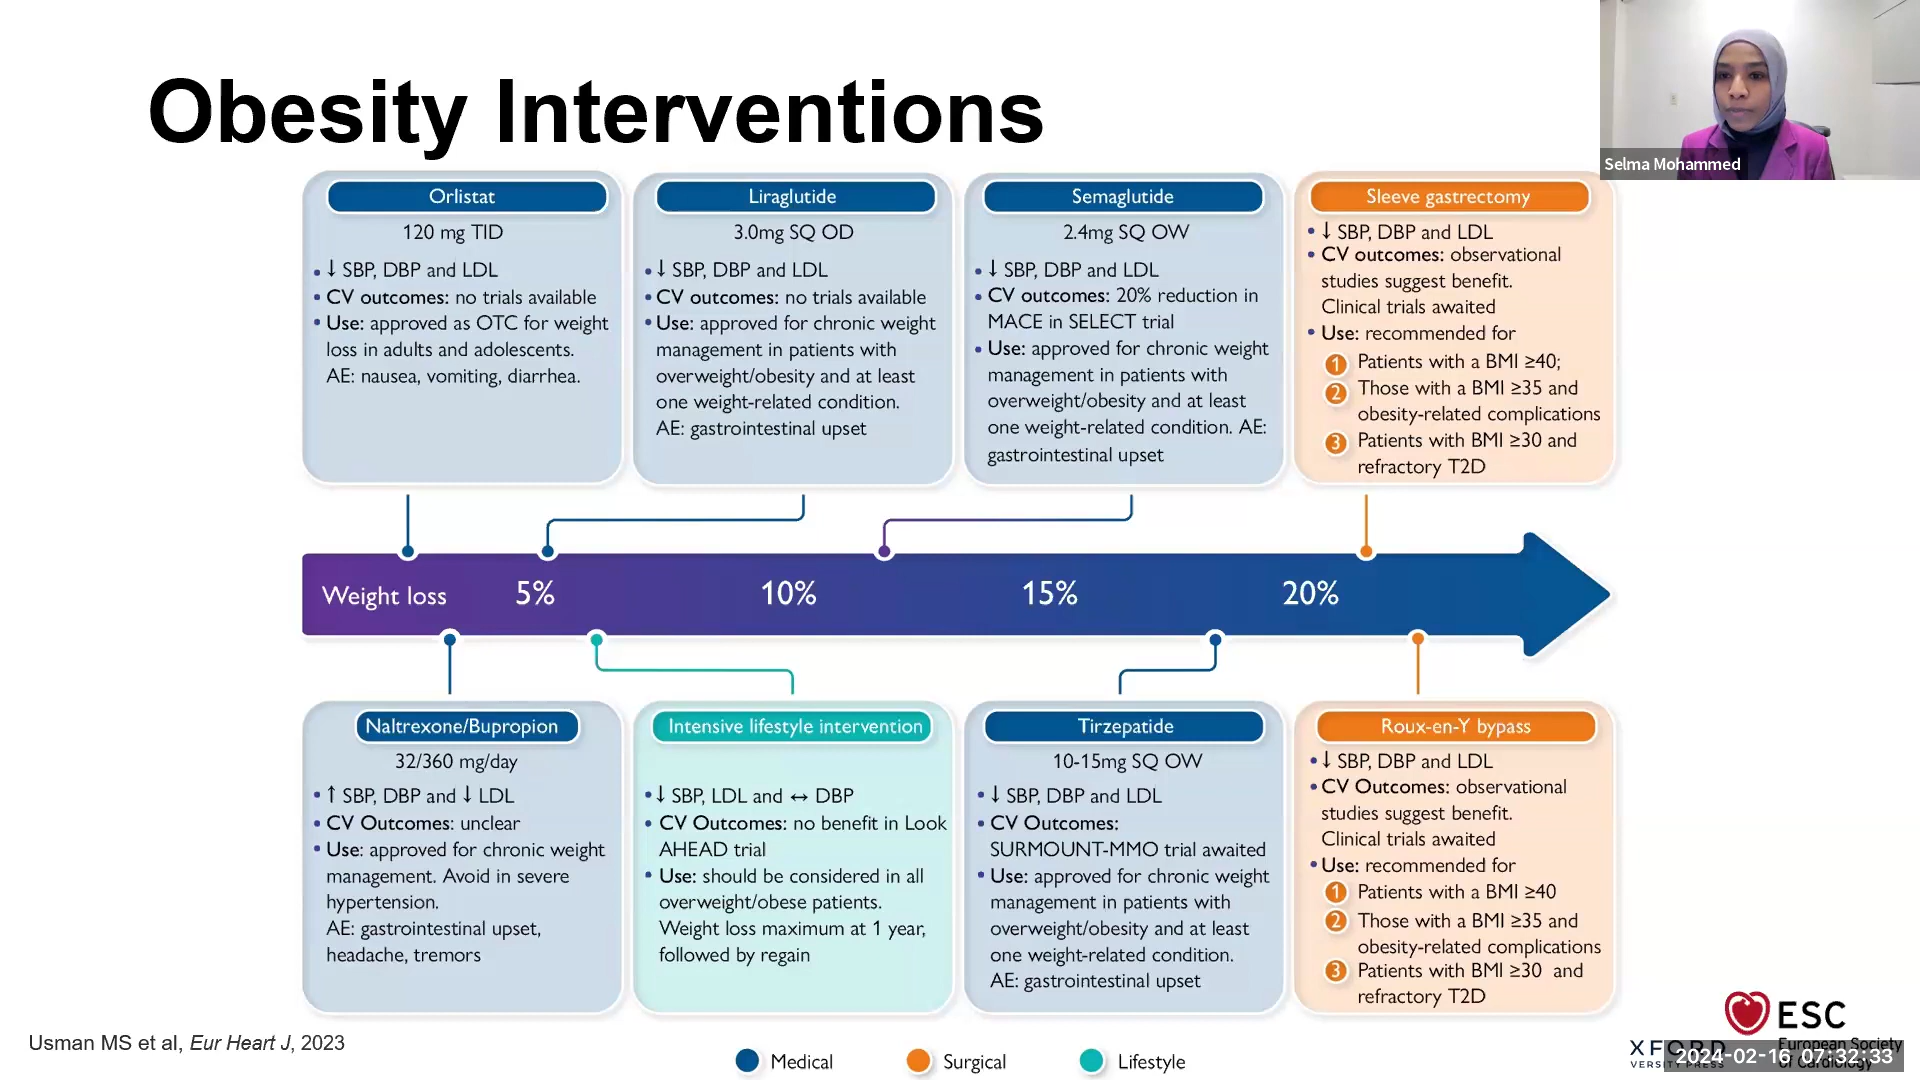 Obesity Interventions
Selma Mohammed
Orlistat
120 mg TID
• ↓ SBP, DBP and LDL
• CV outcomes: no trials available
• Use: approved as OTC for weight
loss in adults and adolescents.
AE: nausea, vomiting, diarrhea.
Liraglutide
3.0mg SQ OD
• ↓ SBP, DBP and LDL
• CV outcomes: no trials available
• Use: approved for chronic weight
management in patients with
overweight/obesity and at least
one weight-related condition.
AE: gastrointestinal upset
Semaglutide
2.4mg SQ OW
• ↓ SBP, DBP and LDL
• CV outcomes: 20% reduction in
MACE in SELECT trial
• Use: approved for chronic weight
management in patients with
overweight/obesity and at least
one weight-related condition. AE:
gastrointestinal upset
Sleeve gastrectomy
• ↓ SBP, DBP and LDL
• CV outcomes: observational
studies suggest benefit.
Clinical trials awaited
• Use: recommended for
1 Patients with a BMI ≥40;
2 Those with a BMI ≥35 and
obesity-related complications
3 Patients with BMI ≥30 and
refractory T2D
Weight loss 5% 10% 15% 20%
Naltrexone/Bupropion
32/360 mg/day
• ↑ SBP, DBP and ↓ LDL
• CV Outcomes: unclear
• Use: approved for chronic weight
management. Avoid in severe
hypertension.
AE: gastrointestinal upset,
headache, tremors
Intensive lifestyle intervention
• ↓ SBP, LDL and ↔ DBP
• CV Outcomes: no benefit in Look
AHEAD trial
• Use: should be considered in all
overweight/obese patients.
Weight loss maximum at 1 year,
followed by regain
Tirzepatide
10-15mg SQ OW
• ↓ SBP, DBP and LDL
• CV Outcomes:
SURMOUNT-MMO trial awaited
• Use: approved for chronic weight
management in patients with
overweight/obesity and at least
one weight-related condition.
AE: gastrointestinal upset
Roux-en-Y bypass
• ↓ SBP, DBP and LDL
• CV Outcomes: observational
studies suggest benefit.
Clinical trials awaited
• Use: recommended for
1 Patients with a BMI ≥40
2 Those with a BMI ≥35 and
obesity-related complications
3 Patients with BMI ≥30 and
refractory T2D
Usman MS et al, Eur Heart J, 2023
Medical Surgical Lifestyle
ESC
European Society
of Cardiology
XFORD
VERSITY PRESS
2024-02-16 07:32:33